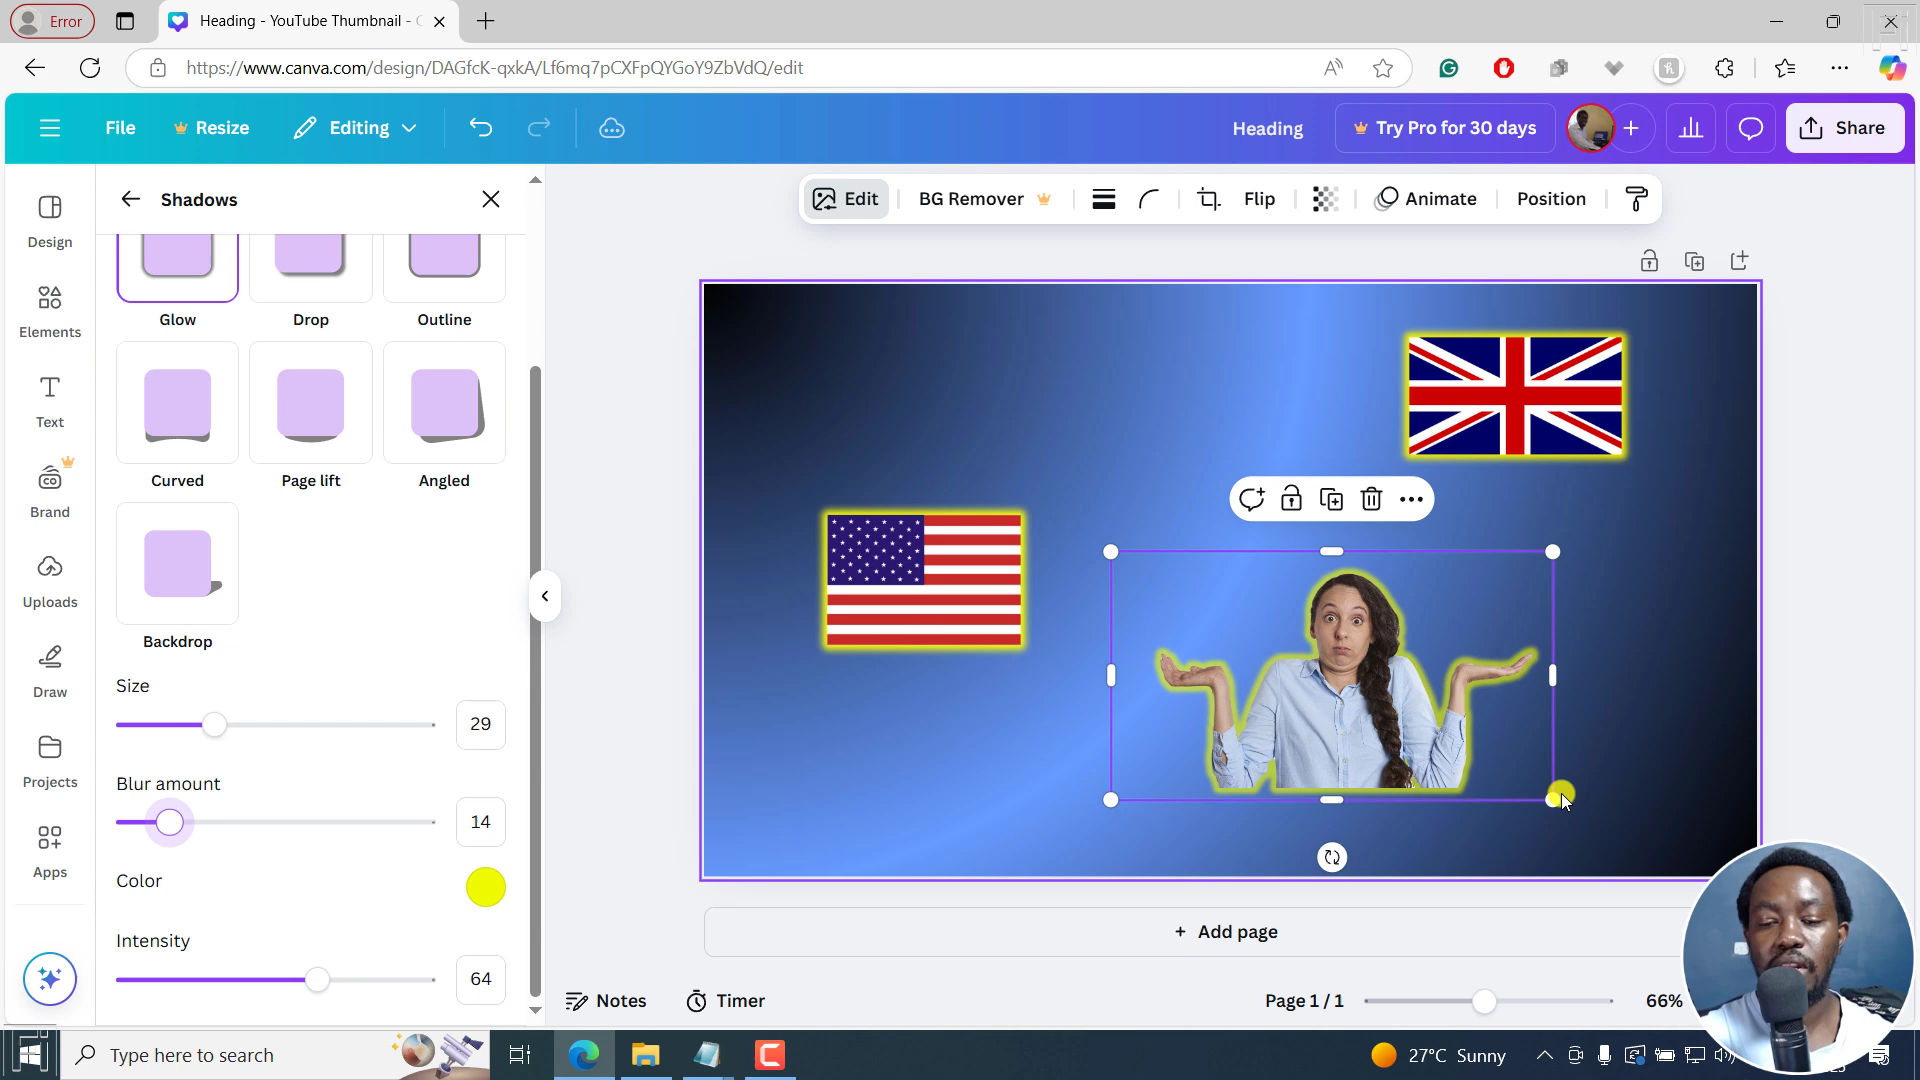 Error
Heading - YouTube Thumbnail - C
https://www.canva.com/design/DAGfcK-qxkA/Lf6mq7pCXFpQYGoY9ZbVdQ/edit
File
Resize
Editing
Heading
Try Pro for 30 days
Share
Design
Elements
Text
Brand
Uploads
Draw
Projects
Apps
Shadows
Glow
Drop
Outline
Curved
Page lift
Angled
Backdrop
Size
29
Blur amount
14
Color
Intensity
64
Edit
BG Remover
Flip
Animate
Position
+ Add page
Notes
Timer
Page 1 / 1
66%
Type here to search
27°C Sunny